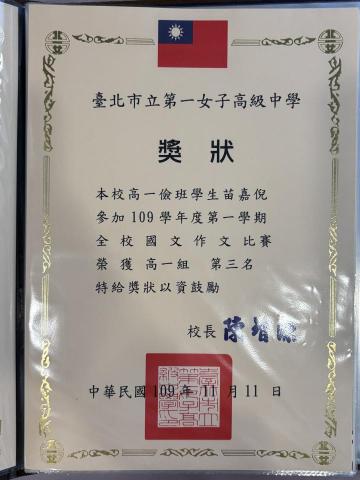 臺北市立第一女子高級中學
獎狀
本校高一儉班學生苗嘉倪
參加109學年度第一學期
全校國文作文比賽
榮獲高一組 第三名
特給獎狀以資鼓勵
校長 陳智源
中華民國109年11月11日